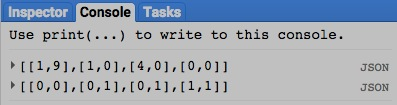 Inspector Console Tasks
Use print(...) to write to this console.
[[1,9],[1,0],[4,0],[0,0]] JSON
[[0,0],[0,1],[0,1],[1,1]] JSON